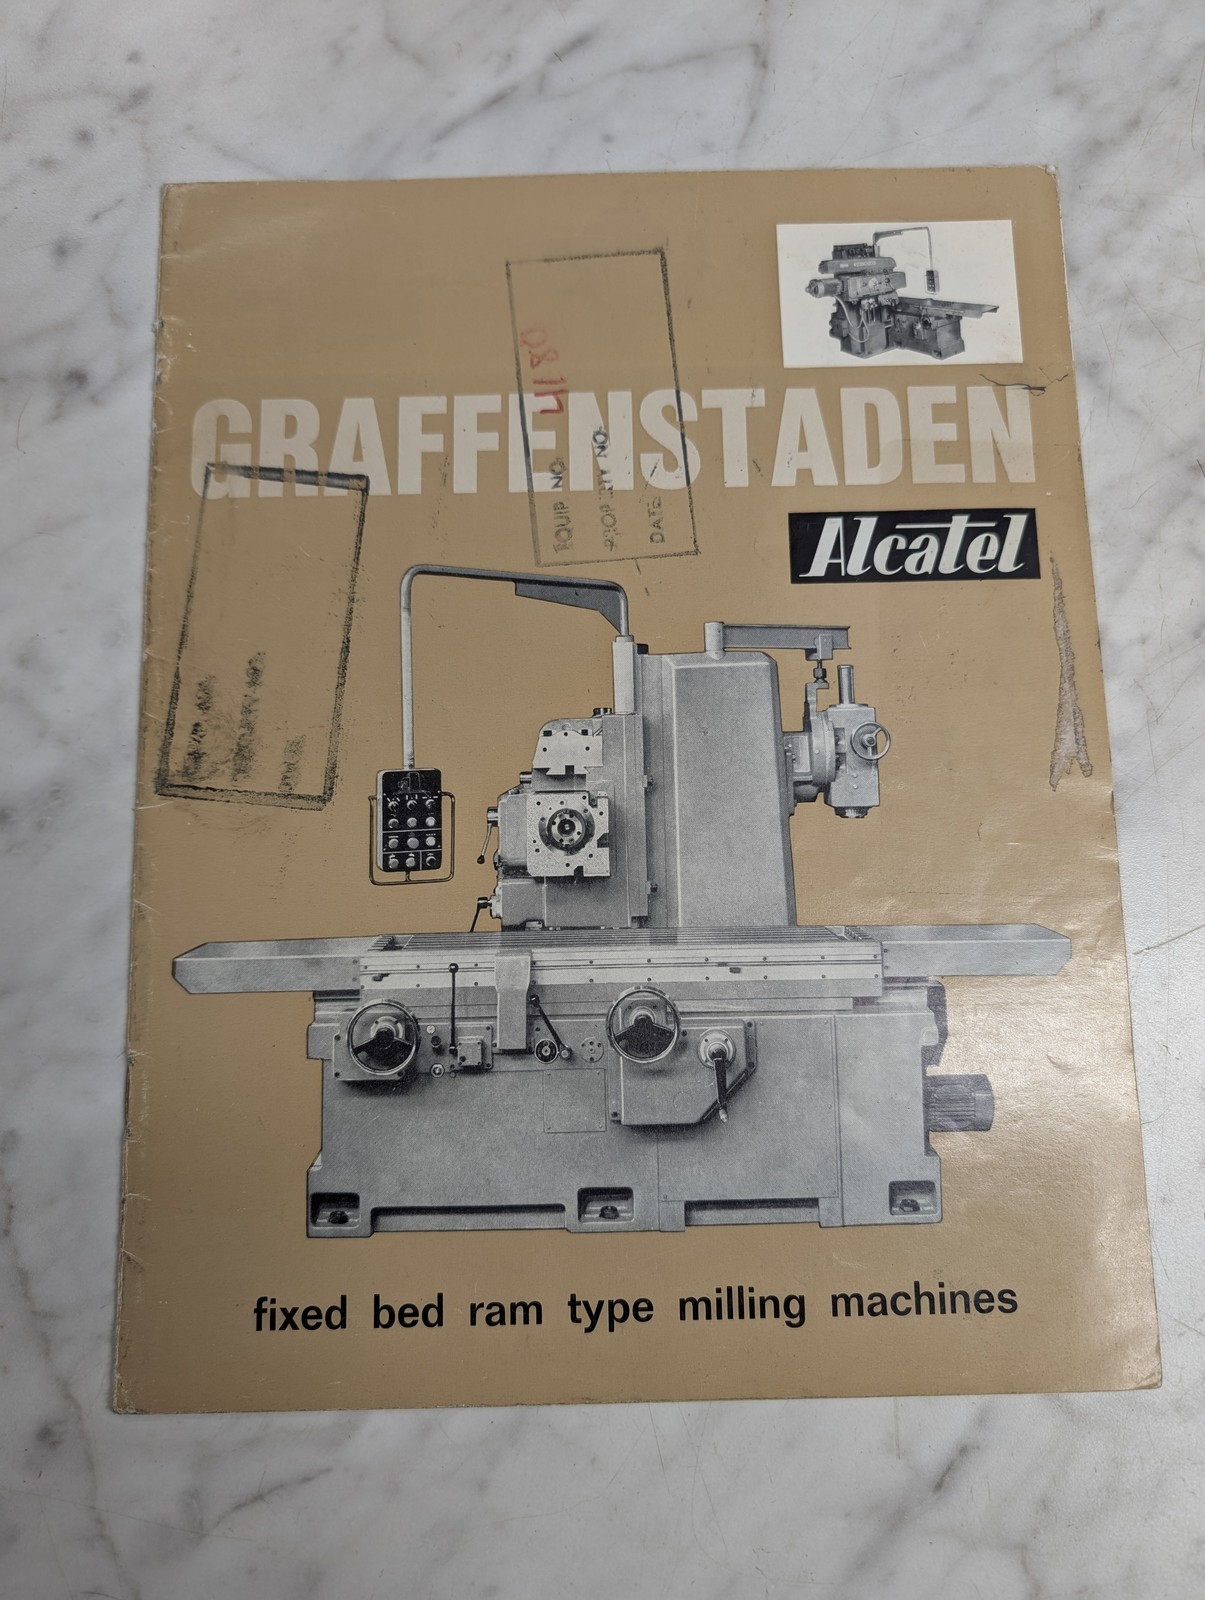 GRAFFENSTADEN
Alcatel
EQUIP NO.
PROPERTY NO.
DATE
fixed bed ram type milling machines